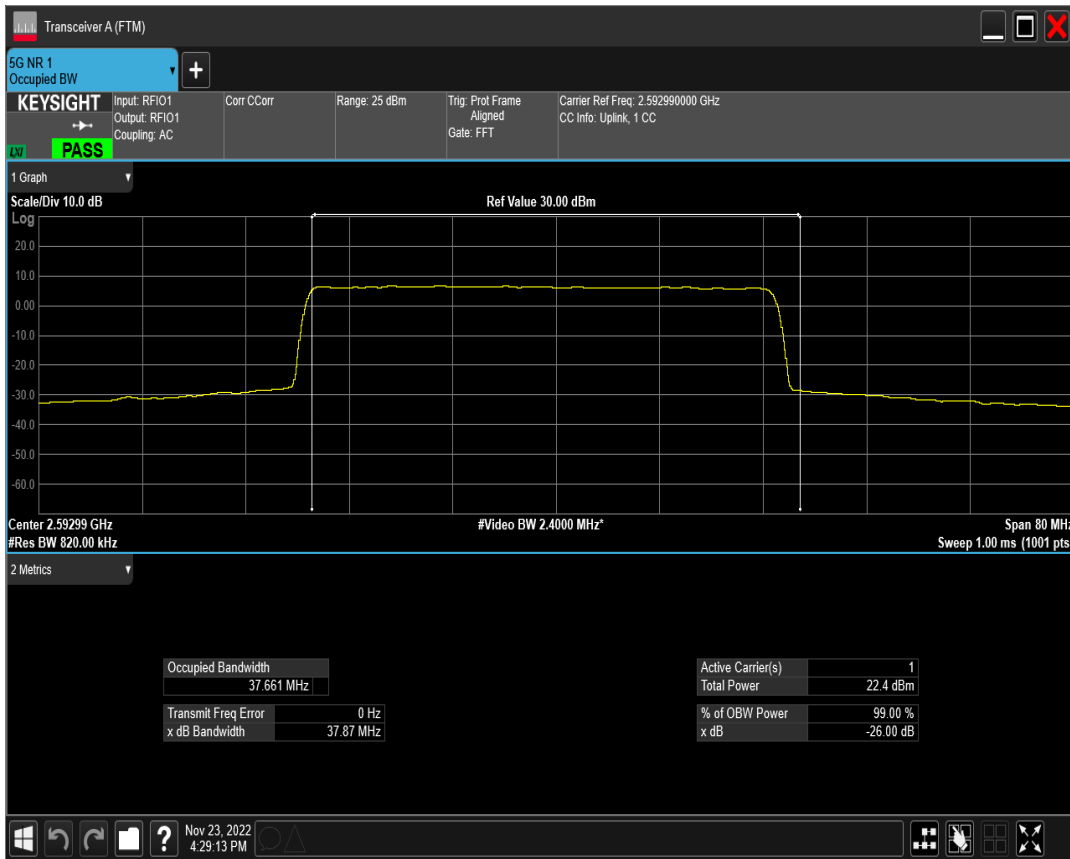 Transceiver A (FTM)
5G NR 1
Occupied BW
+
KEYSIGHT
LXI
PASS
Input: RFIO1
Output: RFIO1
Coupling: AC
Corr CCorr
Range: 25 dBm
Trig: Prot Frame
Aligned
Gate: FFT
Carrier Ref Freq: 2.592990000 GHz
CC Info: Uplink, 1 CC
1 Graph
Scale/Div 10.0 dB
Ref Value 30.00 dBm
Log
20.0
10.0
0.00
-10.0
-20.0
-30.0
-40.0
-50.0
-60.0
Center 2.59299 GHz
#Video BW 2.4000 MHz*
Span 80 MHz
#Res BW 820.00 kHz
Sweep 1.00 ms (1001 pts
2 Metrics
Occupied Bandwidth
37.661 MHz
Transmit Freq Error 0 Hz
x dB Bandwidth 37.87 MHz
Active Carrier(s) 1
Total Power 22.4 dBm
% of OBW Power 99.00 %
x dB -26.00 dB
?
Nov 23, 2022
4:29:13 PM